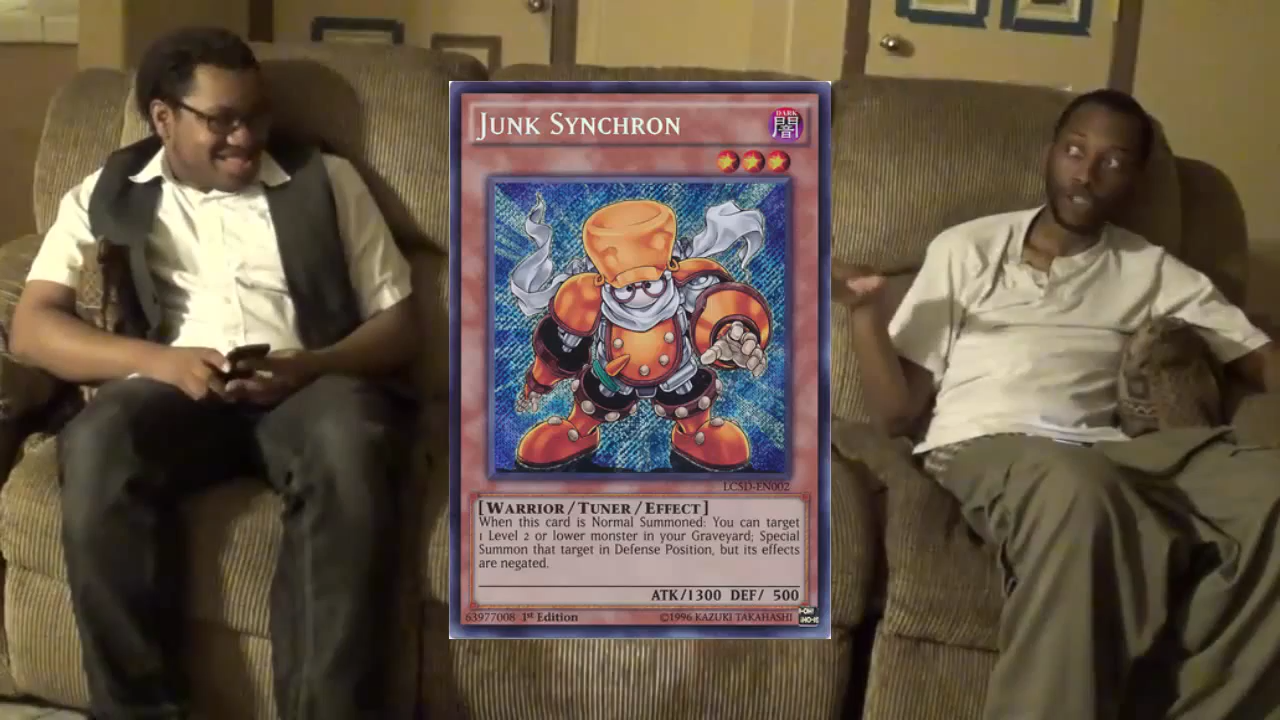 JUNK SYNCHRON
DARK
闇
LC5D-EN002
[WARRIOR/TUNER/EFFECT]
When this card is Normal Summoned: You can target
1 Level 2 or lower monster in your Graveyard; Special
Summon that target in Defense Position, but its effects
are negated.
ATK/1300 DEF/ 500
63977008 1st Edition
©1996 KAZUKI TAKAHASHI